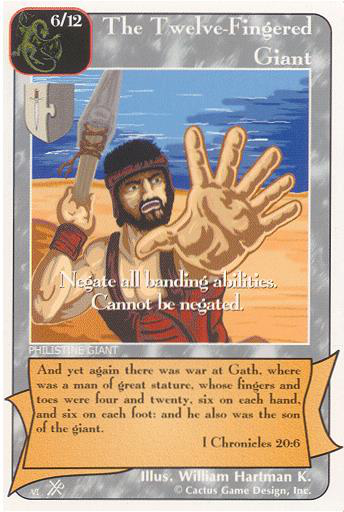 6/12
The Twelve-Fingered
Giant
Negate all banding abilities.
Cannot be negated.
PHILISTINE GIANT
And yet again there was war at Gath, where
was a man of great stature, whose fingers and
toes were four and twenty, six on each hand,
and six on each foot: and he also was the son
of the giant.
I Chronicles 20:6
Illus. William Hartman K.
© Cactus Game Design, Inc.